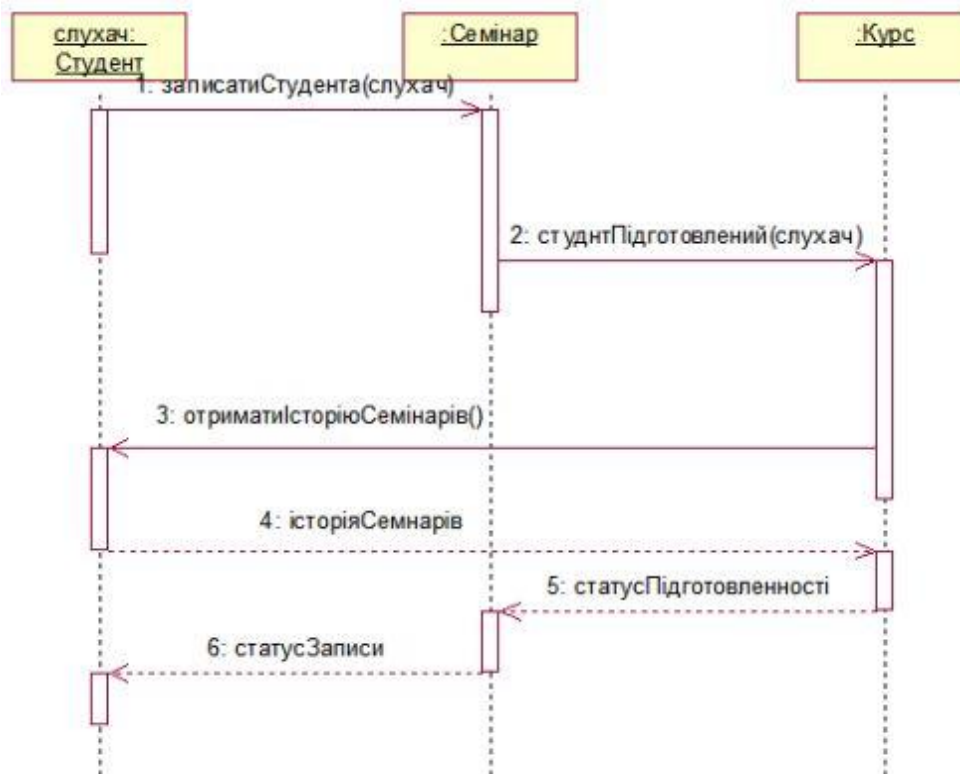 слухач:
Студент
:Семінар
:Курс
1: записатиСтудента(слухач)
2: студнтПідготовлений(слухач)
3: отриматиІсторіюСемінарів()
4: історіяСемнарів
5: статусПідготовленності
6: статусЗаписи